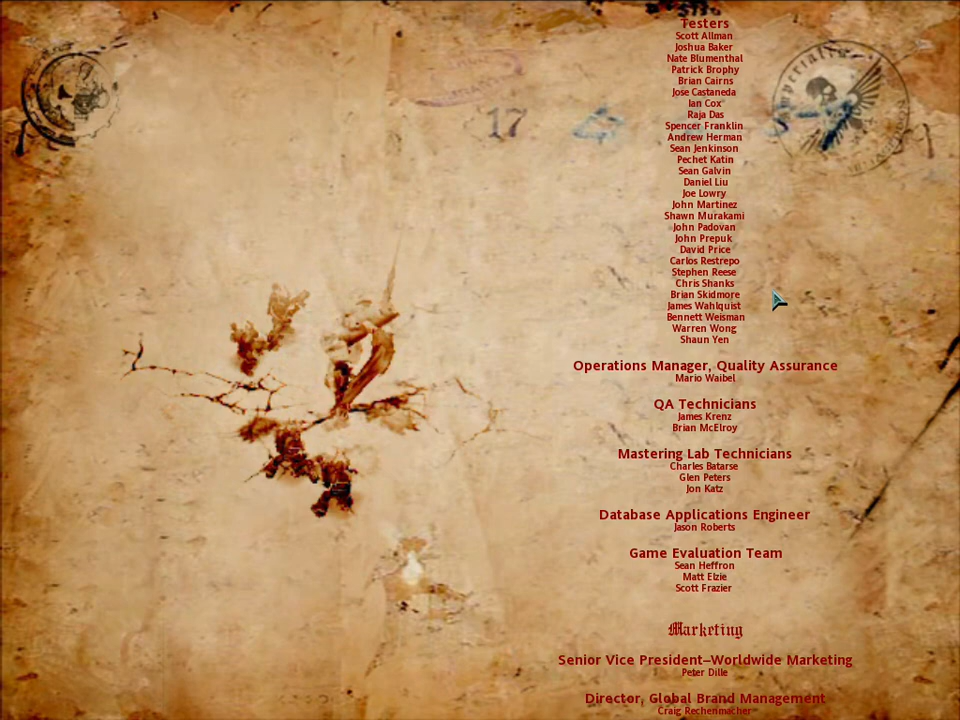 Testers
Scott Allman
Joshua Baker
Nate Blumenthal
Patrick Brophy
Brian Cairns
Jose Castaneda
Ian Cox
Raja Das
Spencer Franklin
Andrew Herman
Sean Jenkinson
Pechet Katin
Sean Galvin
Daniel Liu
Joe Lowry
John Martinez
Shawn Murakami
John Padovan
John Prepuk
David Price
Carlos Restrepo
Stephen Reese
Chris Shanks
Brian Skidmore
James Wahlquist
Bennett Weisman
Warren Wong
Shaun Yen
17
Operations Manager, Quality Assurance
Mario Waibel
QA Technicians
James Krenz
Brian McElroy
Mastering Lab Technicians
Charles Batarse
Glen Peters
Jon Katz
Database Applications Engineer
Jason Roberts
Game Evaluation Team
Sean Heffron
Matt Elzie
Scott Frazier
Marketing
Senior Vice President–Worldwide Marketing
Peter Dille
Director, Global Brand Management
Craig Rechenmacher